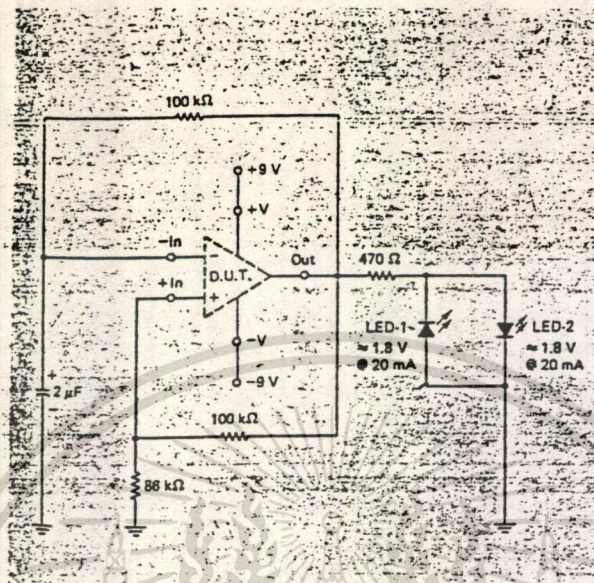 100 kΩ
+9 V
+V
-In
-
Out
470 Ω
D.U.T.
+In
+
LED-1
≈ 1.8 V
@ 20 mA
LED-2
≈ 1.8 V
@ 20 mA
-V
+
2 µF
-9 V
100 kΩ
86 kΩ